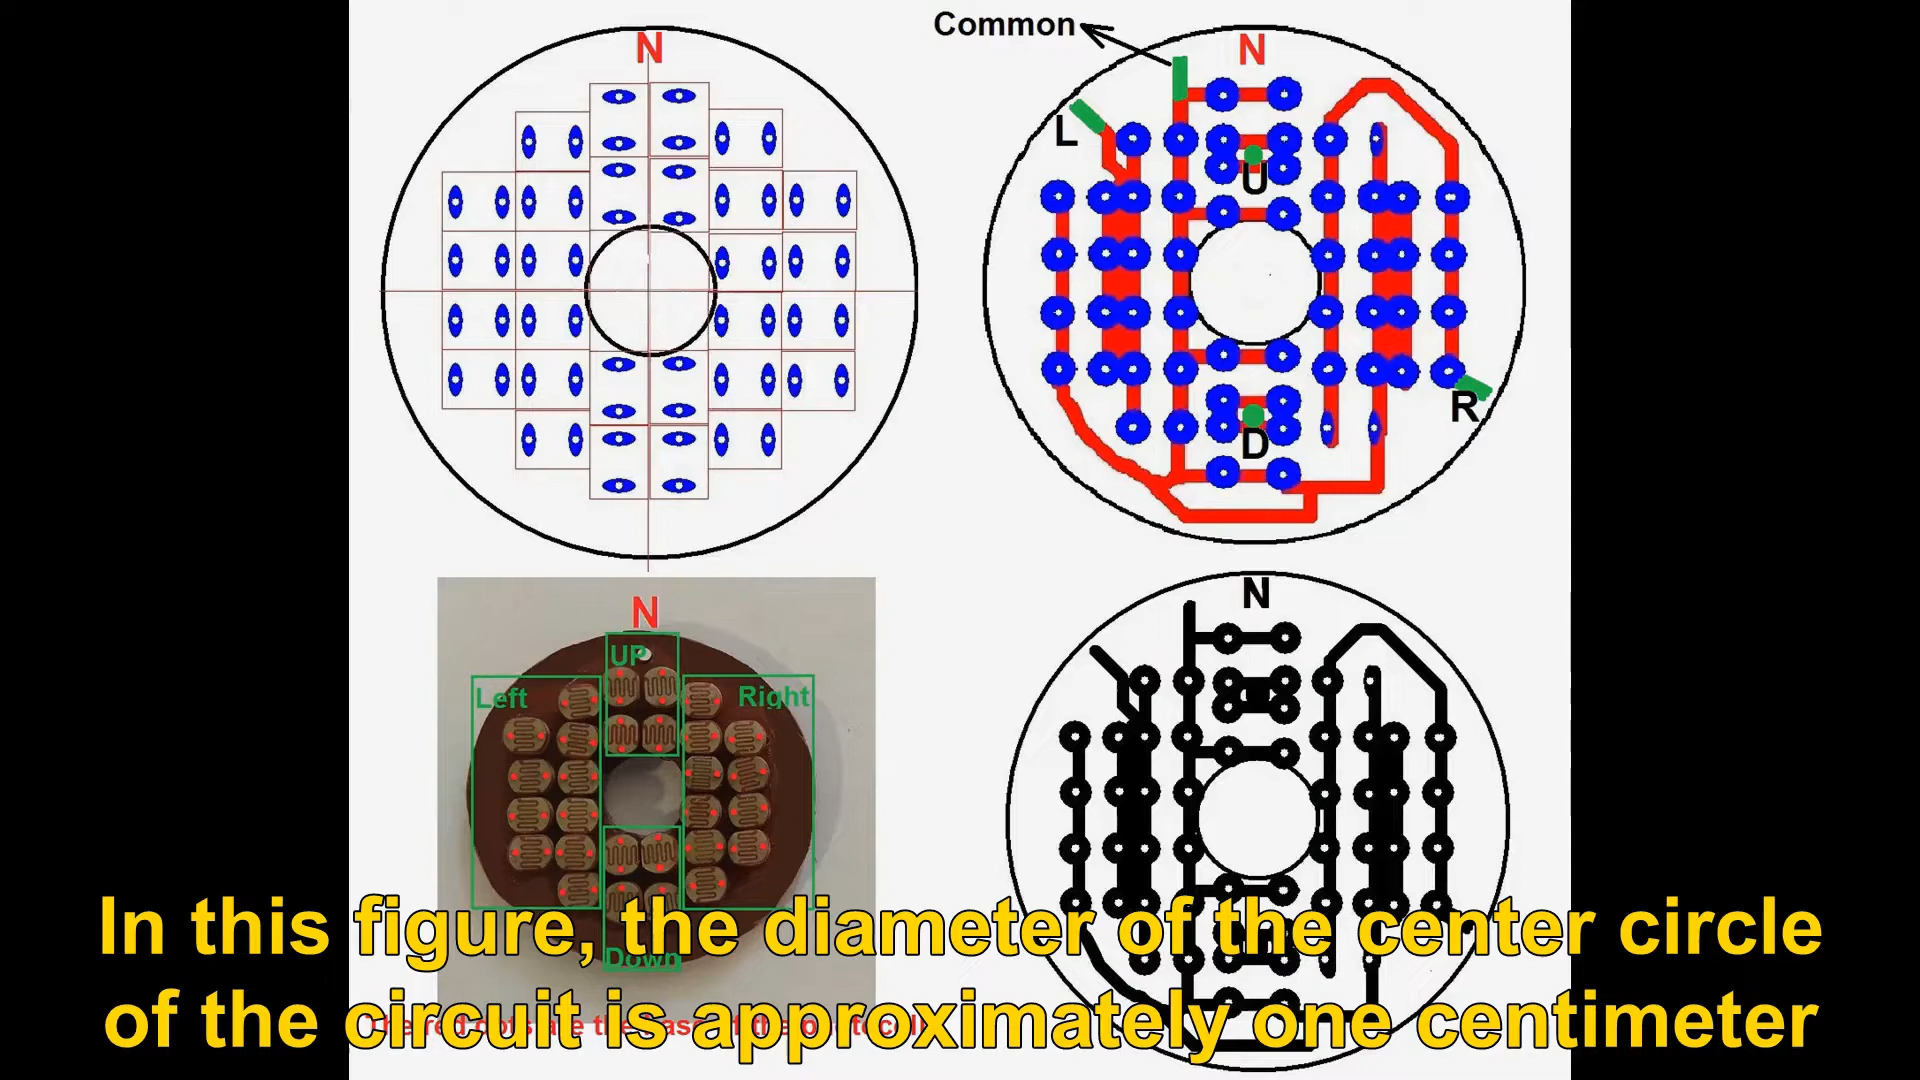 Common
N
N
L
U
R
D
N
N
UP
Left
Right
Down
In this figure, the diameter of the center circle
of the circuit is approximately one centimeter